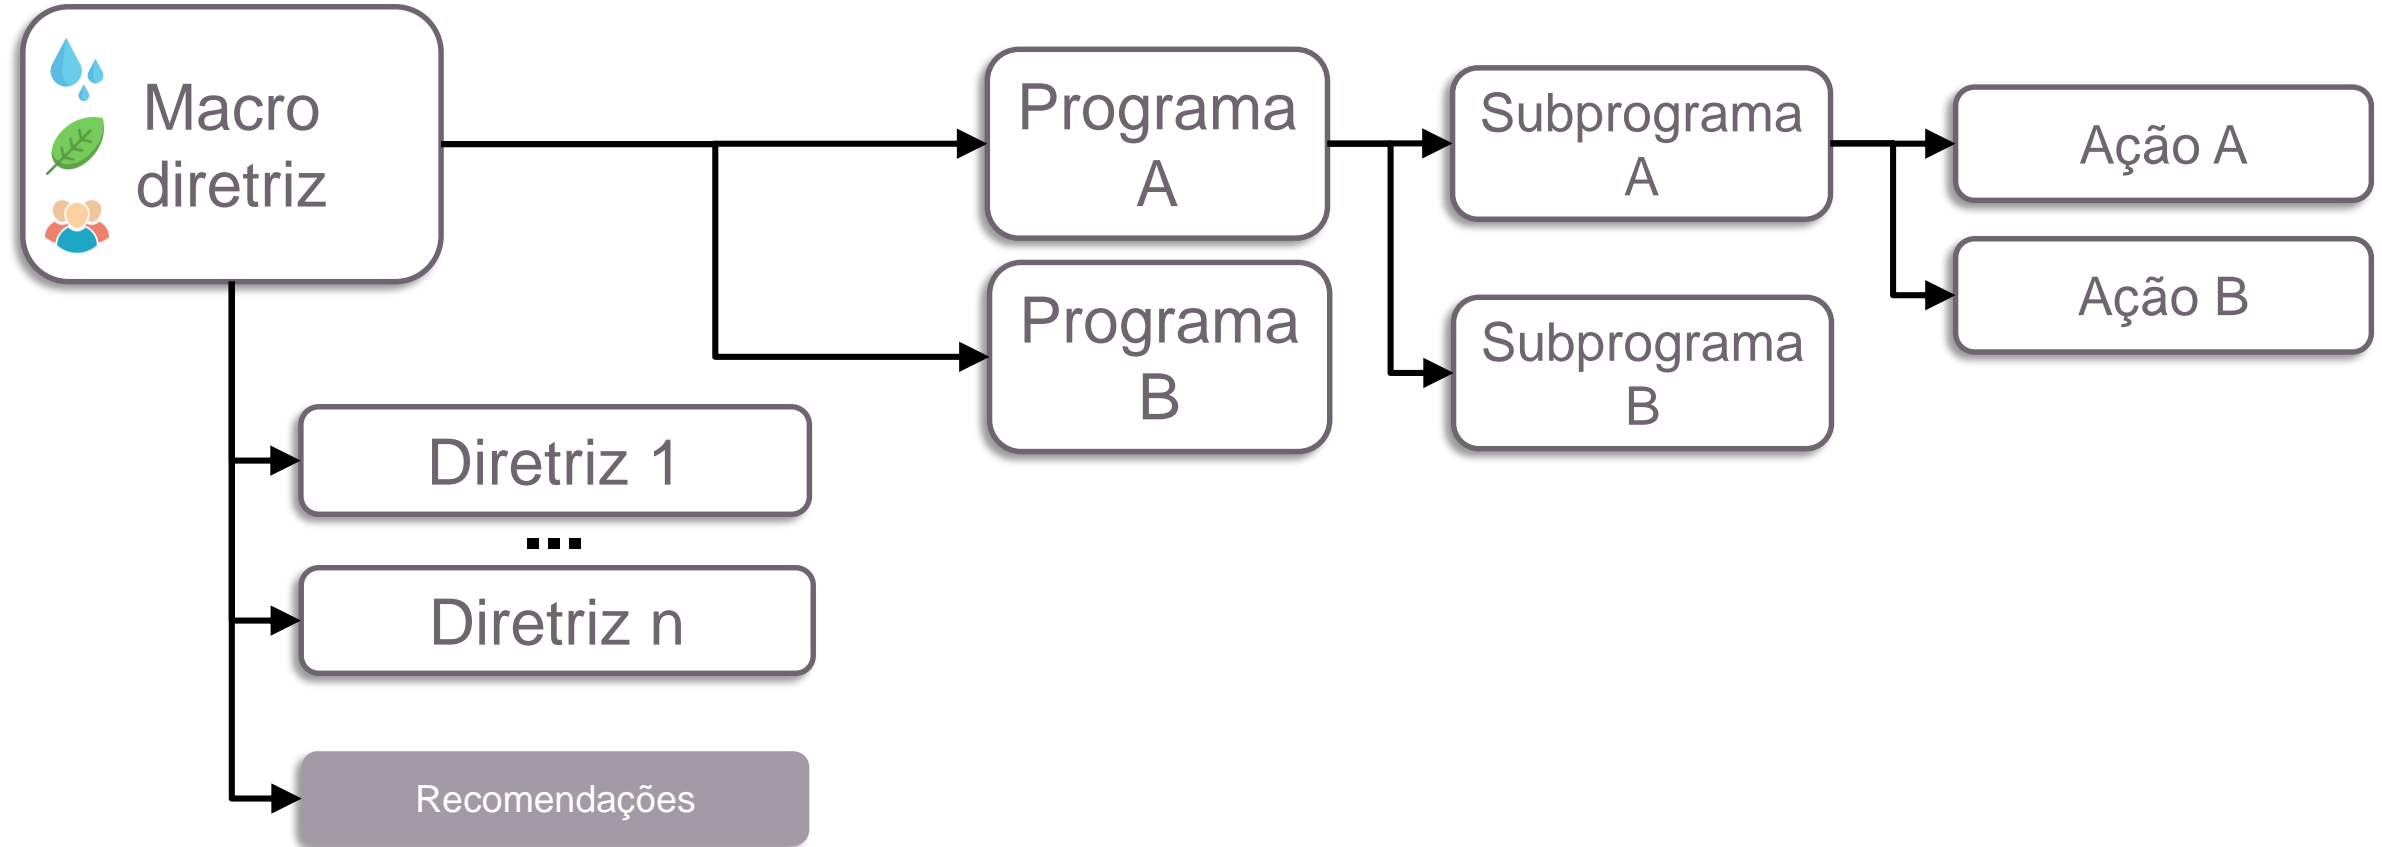 Macro
diretriz
Programa
A
Subprograma
A
Ação A
Ação B
Programa
B
Subprograma
B
Diretriz 1
...
Diretriz n
Recomendações